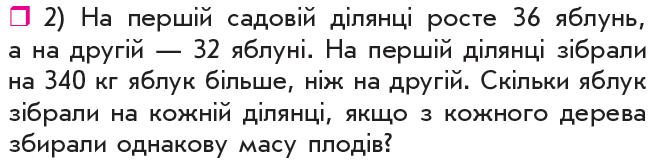 ❒ 2) На першій садовій ділянці росте 36 яблунь,
а на другій — 32 яблуні. На першій ділянці зібрали
на 340 кг яблук більше, ніж на другій. Скільки яблук
зібрали на кожній ділянці, якщо з кожного дерева
збирали однакову масу плодів?